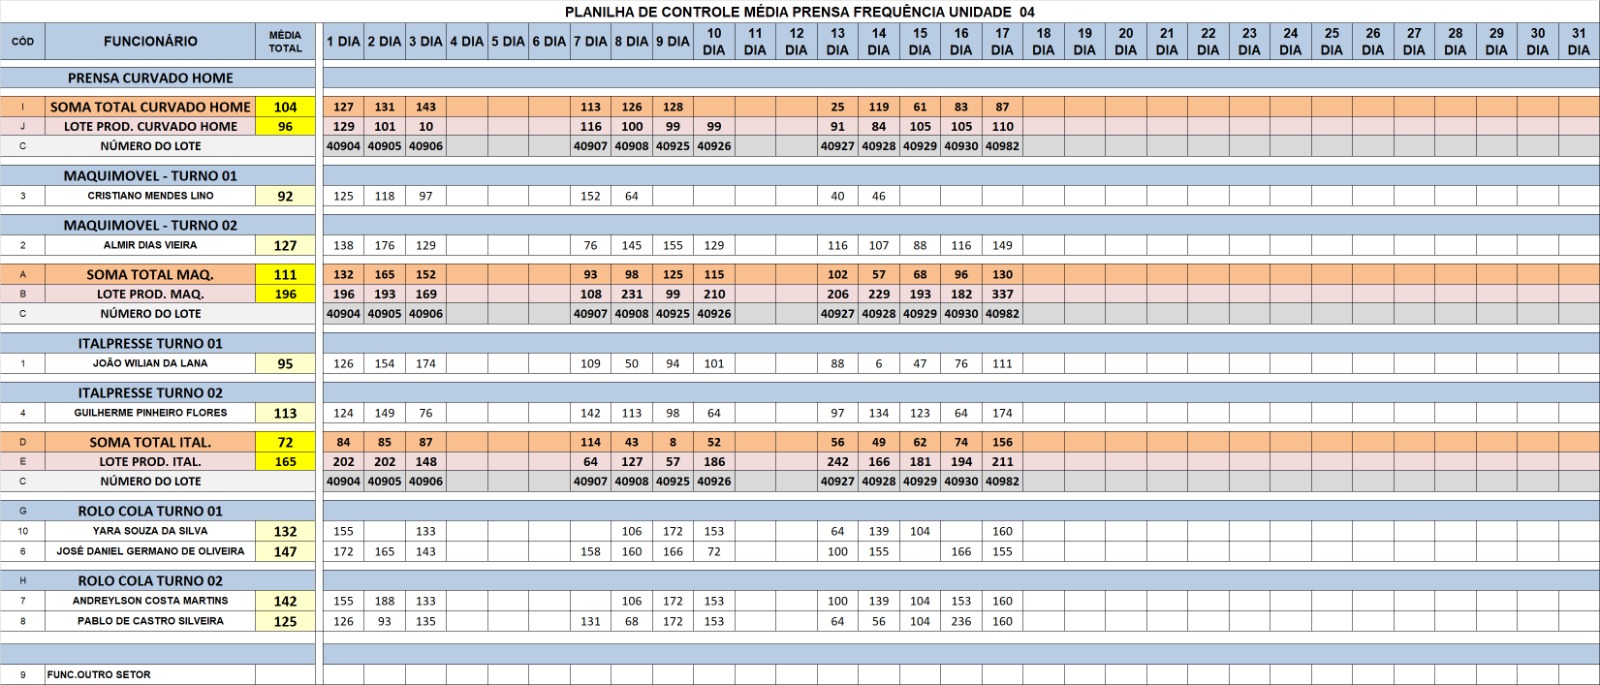 PLANILHA DE CONTROLE MÉDIA PRENSA FREQUÊNCIA UNIDADE 04
CÓD FUNCIONÁRIO MÉDIA TOTAL 1 DIA 2 DIA 3 DIA 4 DIA 5 DIA 6 DIA 7 DIA 8 DIA 9 DIA 10 DIA 11 DIA 12 DIA 13 DIA 14 DIA 15 DIA 16 DIA 17 DIA 18 DIA 19 DIA 20 DIA 21 DIA 22 DIA 23 DIA 24 DIA 25 DIA 26 DIA 27 DIA 28 DIA 29 DIA 30 DIA 31 DIA
PRENSA CURVADO HOME
I SOMA TOTAL CURVADO HOME 104 127 131 143 113 126 128 25 119 61 83 87
J LOTE PROD. CURVADO HOME 96 129 101 10 116 100 99 99 91 84 105 105 110
C NÚMERO DO LOTE 40904 40905 40906 40907 40908 40925 40926 40927 40928 40929 40930 40982
MAQUIMOVEL - TURNO 01
3 CRISTIANO MENDES LINO 92 125 118 97 152 64 40 46
MAQUIMOVEL - TURNO 02
2 ALMIR DIAS VIEIRA 127 138 176 129 76 145 155 129 116 107 88 116 149
A SOMA TOTAL MAQ. 111 132 165 152 93 98 125 115 102 57 68 96 130
B LOTE PROD. MAQ. 196 196 193 169 108 231 99 210 206 229 193 182 337
C NÚMERO DO LOTE 40904 40905 40906 40907 40908 40925 40926 40927 40928 40929 40930 40982
ITALPRESSE TURNO 01
1 JOÃO WILIAN DA LANA 95 126 154 174 109 50 94 101 88 6 47 76 111
ITALPRESSE TURNO 02
4 GUILHERME PINHEIRO FLORES 113 124 149 76 142 113 98 64 97 134 123 64 174
D SOMA TOTAL ITAL. 72 84 85 87 114 43 8 52 56 49 62 74 156
E LOTE PROD. ITAL. 165 202 202 148 64 127 57 186 242 166 181 194 211
C NÚMERO DO LOTE 40904 40905 40906 40907 40908 40925 40926 40927 40928 40929 40930 40982
G ROLO COLA TURNO 01
10 YARA SOUZA DA SILVA 132 155 133 106 172 153 64 139 104 160
6 JOSÉ DANIEL GERMANO DE OLIVEIRA 147 172 165 143 158 160 166 72 100 155 166 155
H ROLO COLA TURNO 02
7 ANDREYLSON COSTA MARTINS 142 155 188 133 106 172 153 100 139 104 153 160
8 PABLO DE CASTRO SILVEIRA 125 126 93 135 131 68 172 153 64 56 104 236 160
9 FUNC.OUTRO SETOR